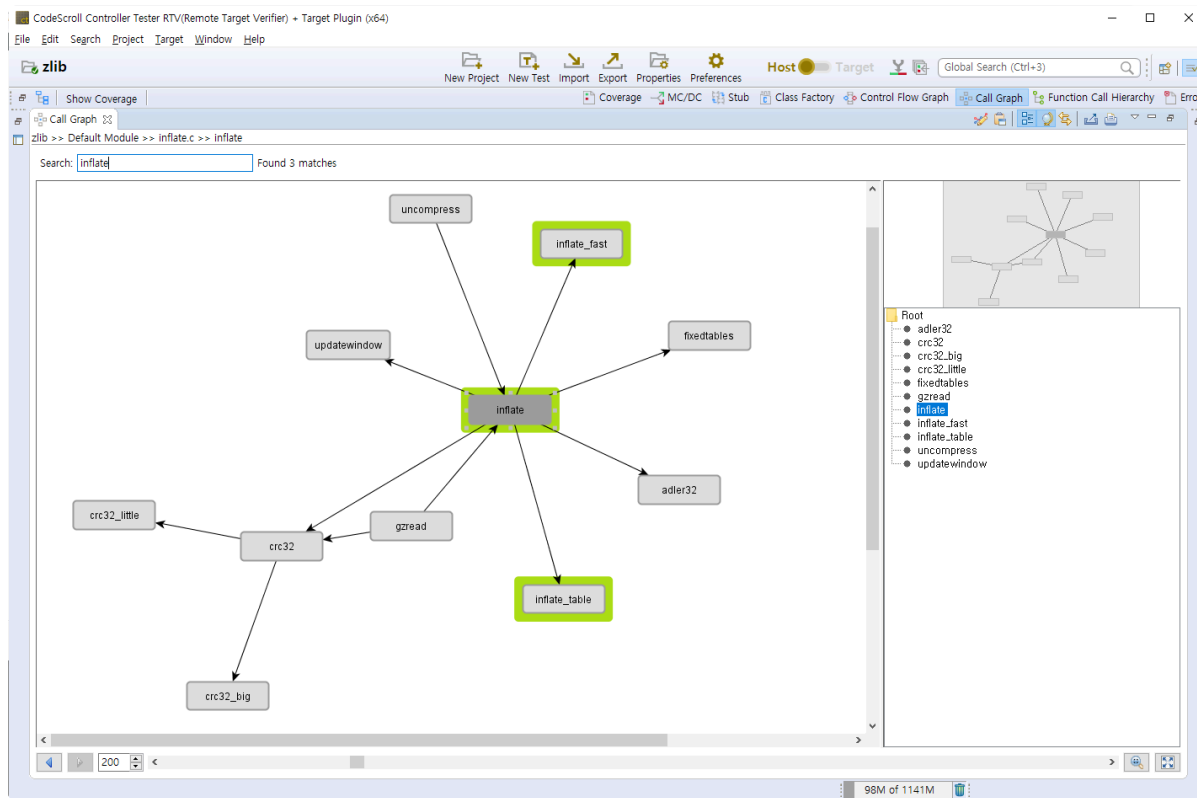 CodeScroll Controller Tester RTV(Remote Target Verifier) + Target Plugin (x64)
File Edit Search Project Target Window Help
zlib
New Project New Test Import Export Properties Preferences
Host Target
Global Search (Ctrl+3)
Show Coverage
Coverage MC/DC Stub Class Factory Control Flow Graph Call Graph Function Call Hierarchy Erro
Call Graph
zlib >> Default Module >> inflate.c >> inflate
Search: inflate Found 3 matches
uncompress
inflate_fast
updatewindow
fixedtables
inflate
adler32
crc32_little
gzread
crc32
inflate_table
crc32_big
Root
adler32
crc32
crc32_big
crc32_little
fixedtables
gzread
inflate
inflate_fast
inflate_table
uncompress
updatewindow
200
98M of 1141M